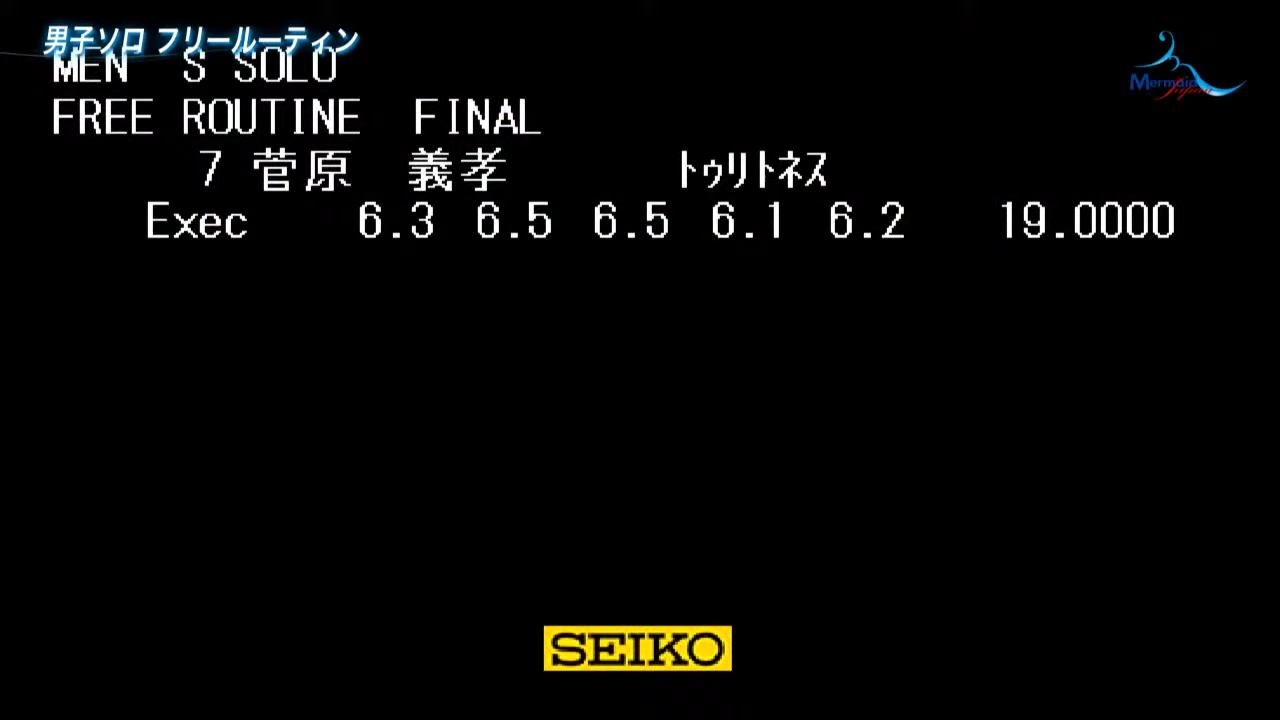 男子ソロ フリールーティン
MEN S SOLO
FREE ROUTINE FINAL
7 菅原 義孝 トゥリトネス
Exec 6.3 6.5 6.5 6.1 6.2 19.0000
Mermaid Japan
SEIKO